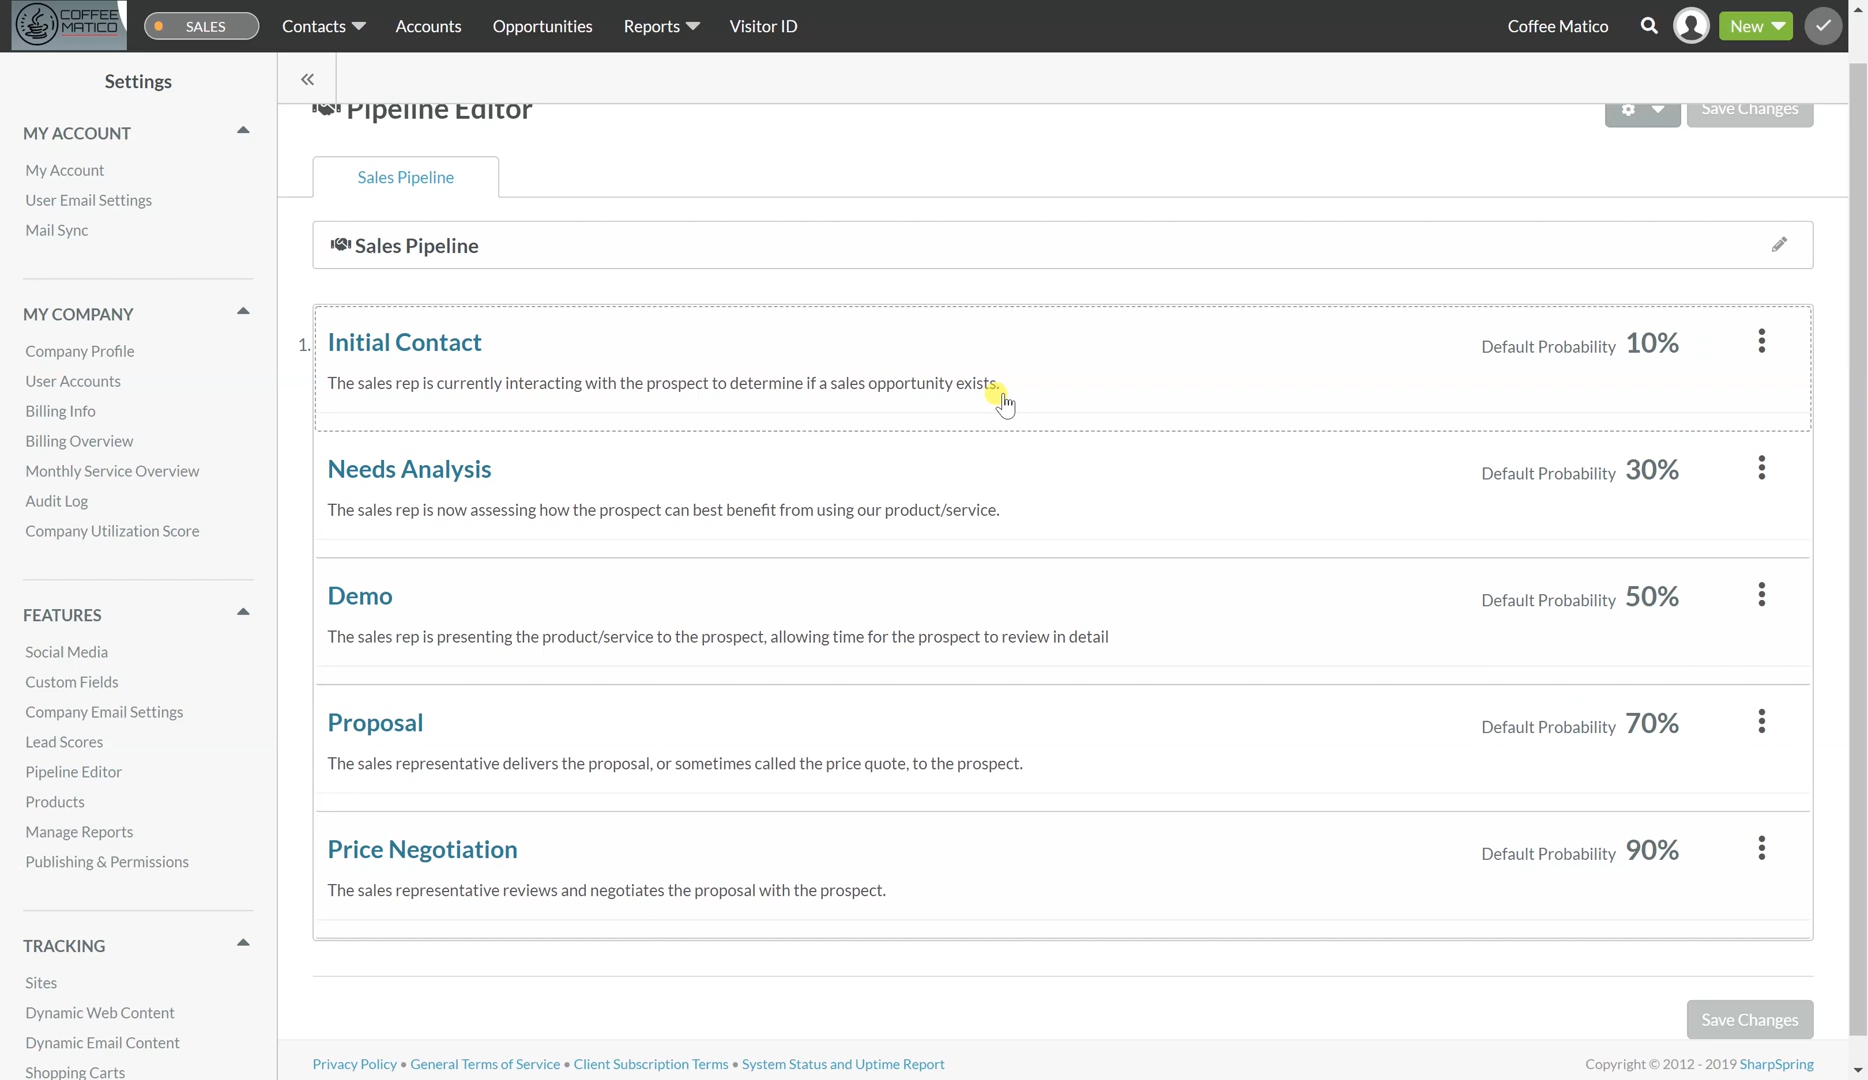 COFFEE
MATICO
SALES
Contacts
Accounts
Opportunities
Reports
Visitor ID
Coffee Matico
New
Settings
MY ACCOUNT
My Account
User Email Settings
Mail Sync
MY COMPANY
Company Profile
User Accounts
Billing Info
Billing Overview
Monthly Service Overview
Audit Log
Company Utilization Score
FEATURES
Social Media
Custom Fields
Company Email Settings
Lead Scores
Pipeline Editor
Products
Manage Reports
Publishing & Permissions
TRACKING
Sites
Dynamic Web Content
Dynamic Email Content
Shopping Carts
Pipeline Editor
Save Changes
Sales Pipeline
Sales Pipeline
1. Initial Contact
Default Probability 10%
The sales rep is currently interacting with the prospect to determine if a sales opportunity exists.
Needs Analysis
Default Probability 30%
The sales rep is now assessing how the prospect can best benefit from using our product/service.
Demo
Default Probability 50%
The sales rep is presenting the product/service to the prospect, allowing time for the prospect to review in detail
Proposal
Default Probability 70%
The sales representative delivers the proposal, or sometimes called the price quote, to the prospect.
Price Negotiation
Default Probability 90%
The sales representative reviews and negotiates the proposal with the prospect.
Save Changes
Privacy Policy • General Terms of Service • Client Subscription Terms • System Status and Uptime Report
Copyright © 2012 - 2019 SharpSpring